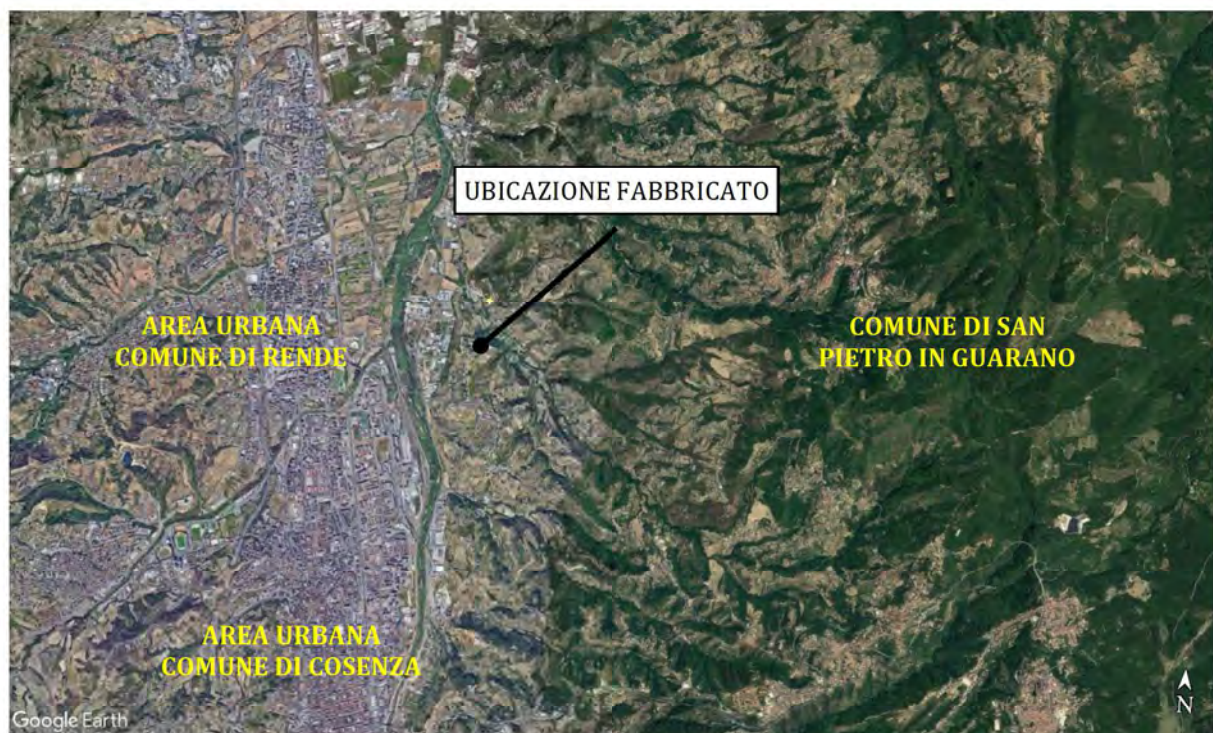 UBICAZIONE FABBRICATO
AREA URBANA
COMUNE DI RENDE
COMUNE DI SAN
PIETRO IN GUARANO
AREA URBANA
COMUNE DI COSENZA
Google Earth
N